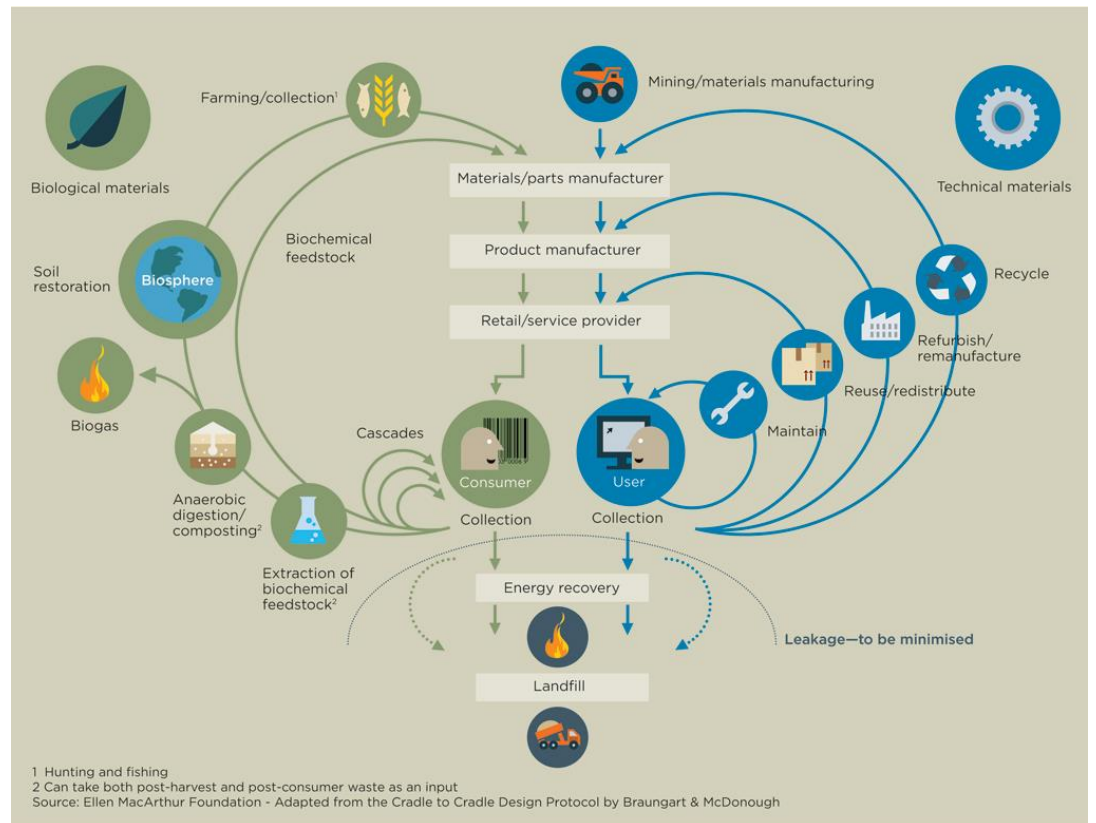 Farming/collection¹
Mining/materials manufacturing
Biological materials
Materials/parts manufacturer
Technical materials
Biochemical
feedstock
Product manufacturer
Soil
restoration
Biosphere
Recycle
Retail/service provider
Refurbish/
remanufacture
Reuse/redistribute
Biogas
Cascades
Maintain
Consumer
User
Anaerobic
digestion/
composting²
Collection
Collection
Extraction of
biochemical
feedstock²
Energy recovery
Leakage—to be minimised
Landfill
1 Hunting and fishing
2 Can take both post-harvest and post-consumer waste as an input
Source: Ellen MacArthur Foundation - Adapted from the Cradle to Cradle Design Protocol by Braungart & McDonough